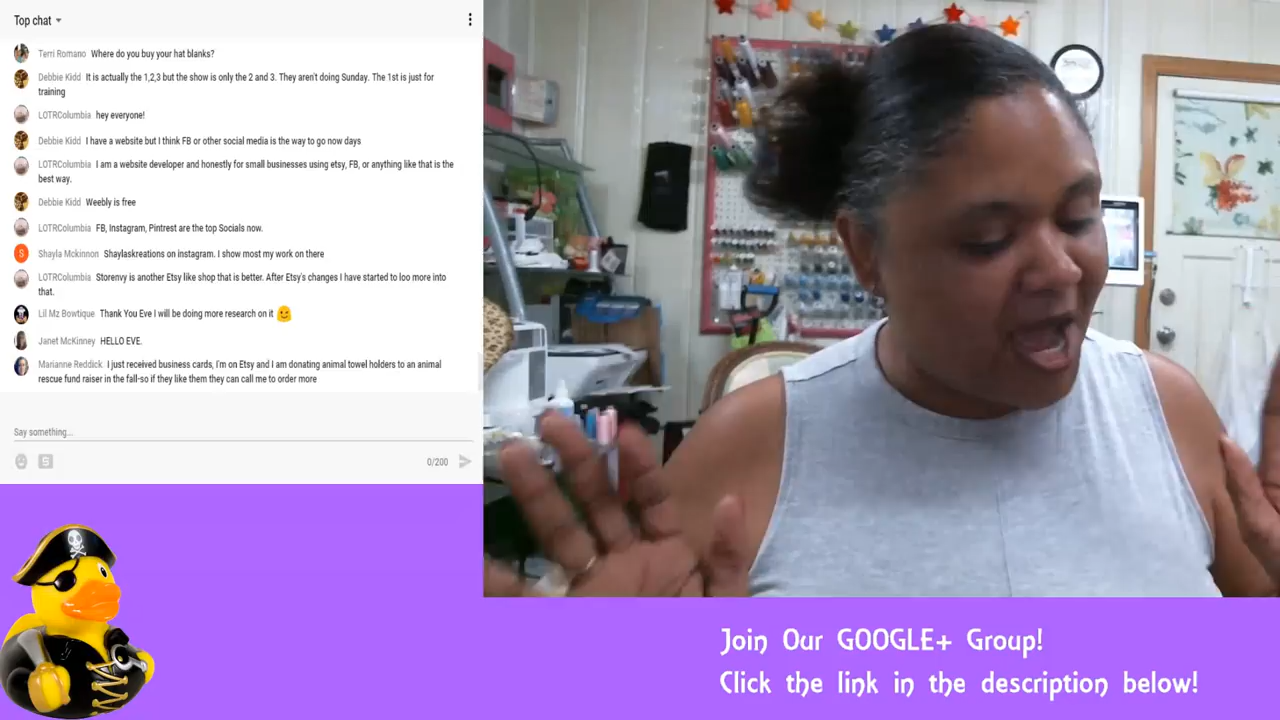 Top chat
Terri Romano Where do you buy your hat blanks?
Debbie Kidd It is actually the 1,2,3 but the show is only the 2 and 3. They aren't doing Sunday. The 1st is just for
training
LOTRColumbia hey everyone!
Debbie Kidd I have a website but I think FB or other social media is the way to go now days
LOTRColumbia I am a website developer and honestly for small businesses using etsy, FB, or anything like that is the
best way.
Debbie Kidd Weebly is free
LOTRColumbia FB, Instagram, Pintrest are the top Socials now.
S Shayla Mckinnon Shaylaskreations on instagram. I show most my work on there
LOTRColumbia Storenvy is another Etsy like shop that is better. After Etsy's changes I have started to loo more into
that.
Lil Mz Bowtique Thank You Eve I will be doing more research on it
Janet McKinney HELLO EVE.
Marianne Reddick I just received business cards, I'm on Etsy and I am donating animal towel holders to an animal
rescue fund raiser in the fall-so if they like them they can call me to order more
Say something...
0/200
Join Our GOOGLE+ Group!
Click the link in the description below!